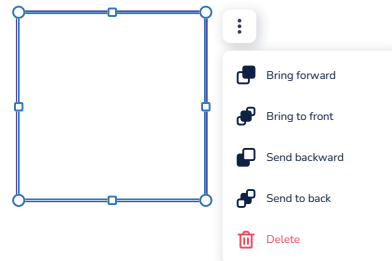 Bring forward
Bring to front
Send backward
Send to back
Delete